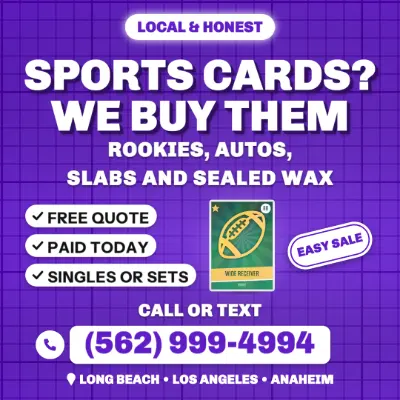 LOCAL & HONEST
SPORTS CARDS?
WE BUY THEM
ROOKIES, AUTOS,
SLABS AND SEALED WAX
FREE QUOTE
PAID TODAY
SINGLES OR SETS
WIDE RECEIVER
EASY SALE
CALL OR TEXT
(562) 999-4994
LONG BEACH • LOS ANGELES • ANAHEIM